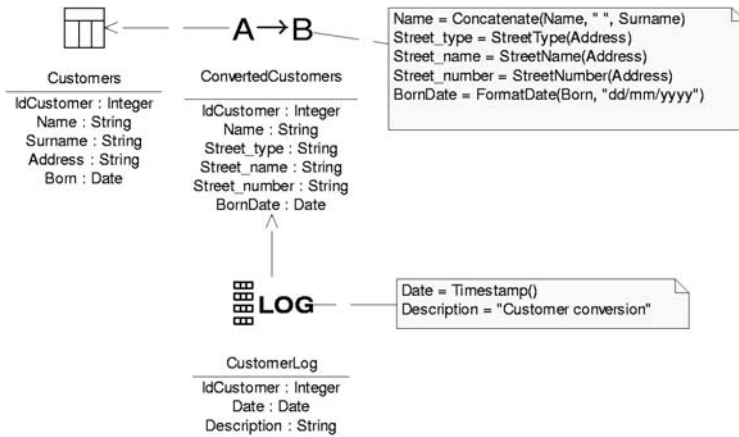 A→B
Name = Concatenate(Name, " ", Surname)
Street_type = StreetType(Address)
Street_name = StreetName(Address)
Street_number = StreetNumber(Address)
BornDate = FormatDate(Born, "dd/mm/yyyy")
Customers
IdCustomer : Integer
Name : String
Surname : String
Address : String
Born : Date
ConvertedCustomers
IdCustomer : Integer
Name : String
Street_type : String
Street_name : String
Street_number : String
BornDate : Date
LOG
Date = Timestamp()
Description = "Customer conversion"
CustomerLog
IdCustomer : Integer
Date : Date
Description : String